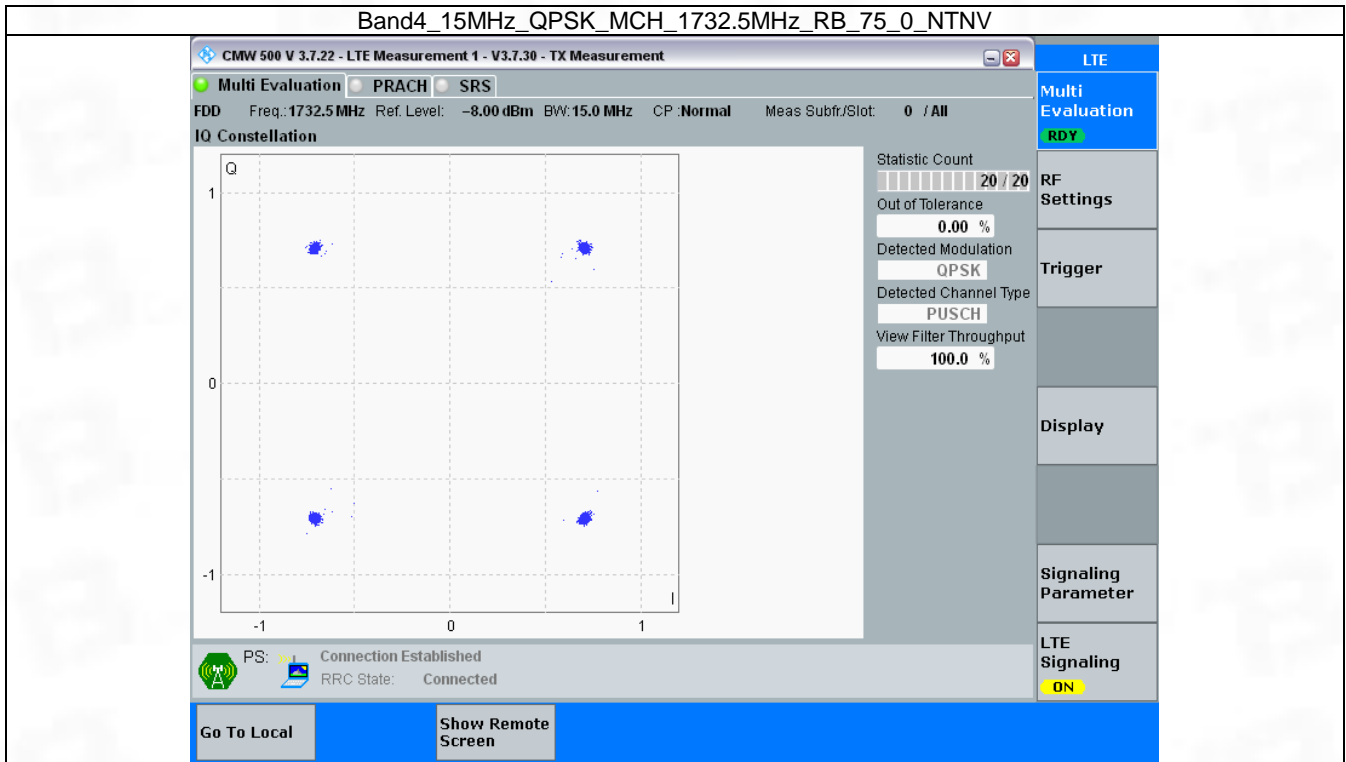 Band4_15MHz_QPSK_MCH_1732.5MHz_RB_75_0_NTNV
CMW 500 V 3.7.22 - LTE Measurement 1 - V3.7.30 - TX Measurement
LTE
Multi Evaluation PRACH SRS
Multi
Evaluation
RDY
FDD Freq.: 1732.5 MHz Ref. Level: −8.00 dBm BW: 15.0 MHz CP :Normal Meas Subfr./Slot: 0 / All
IQ Constellation
Q
1
0
-1
I
-1 0 1
Statistic Count
20 / 20
Out of Tolerance
0.00 %
Detected Modulation
QPSK
Detected Channel Type
PUSCH
View Filter Throughput
100.0 %
RF
Settings
Trigger
Display
Signaling
Parameter
LTE
Signaling
ON
PS: Connection Established
RRC State: Connected
Go To Local
Show Remote
Screen